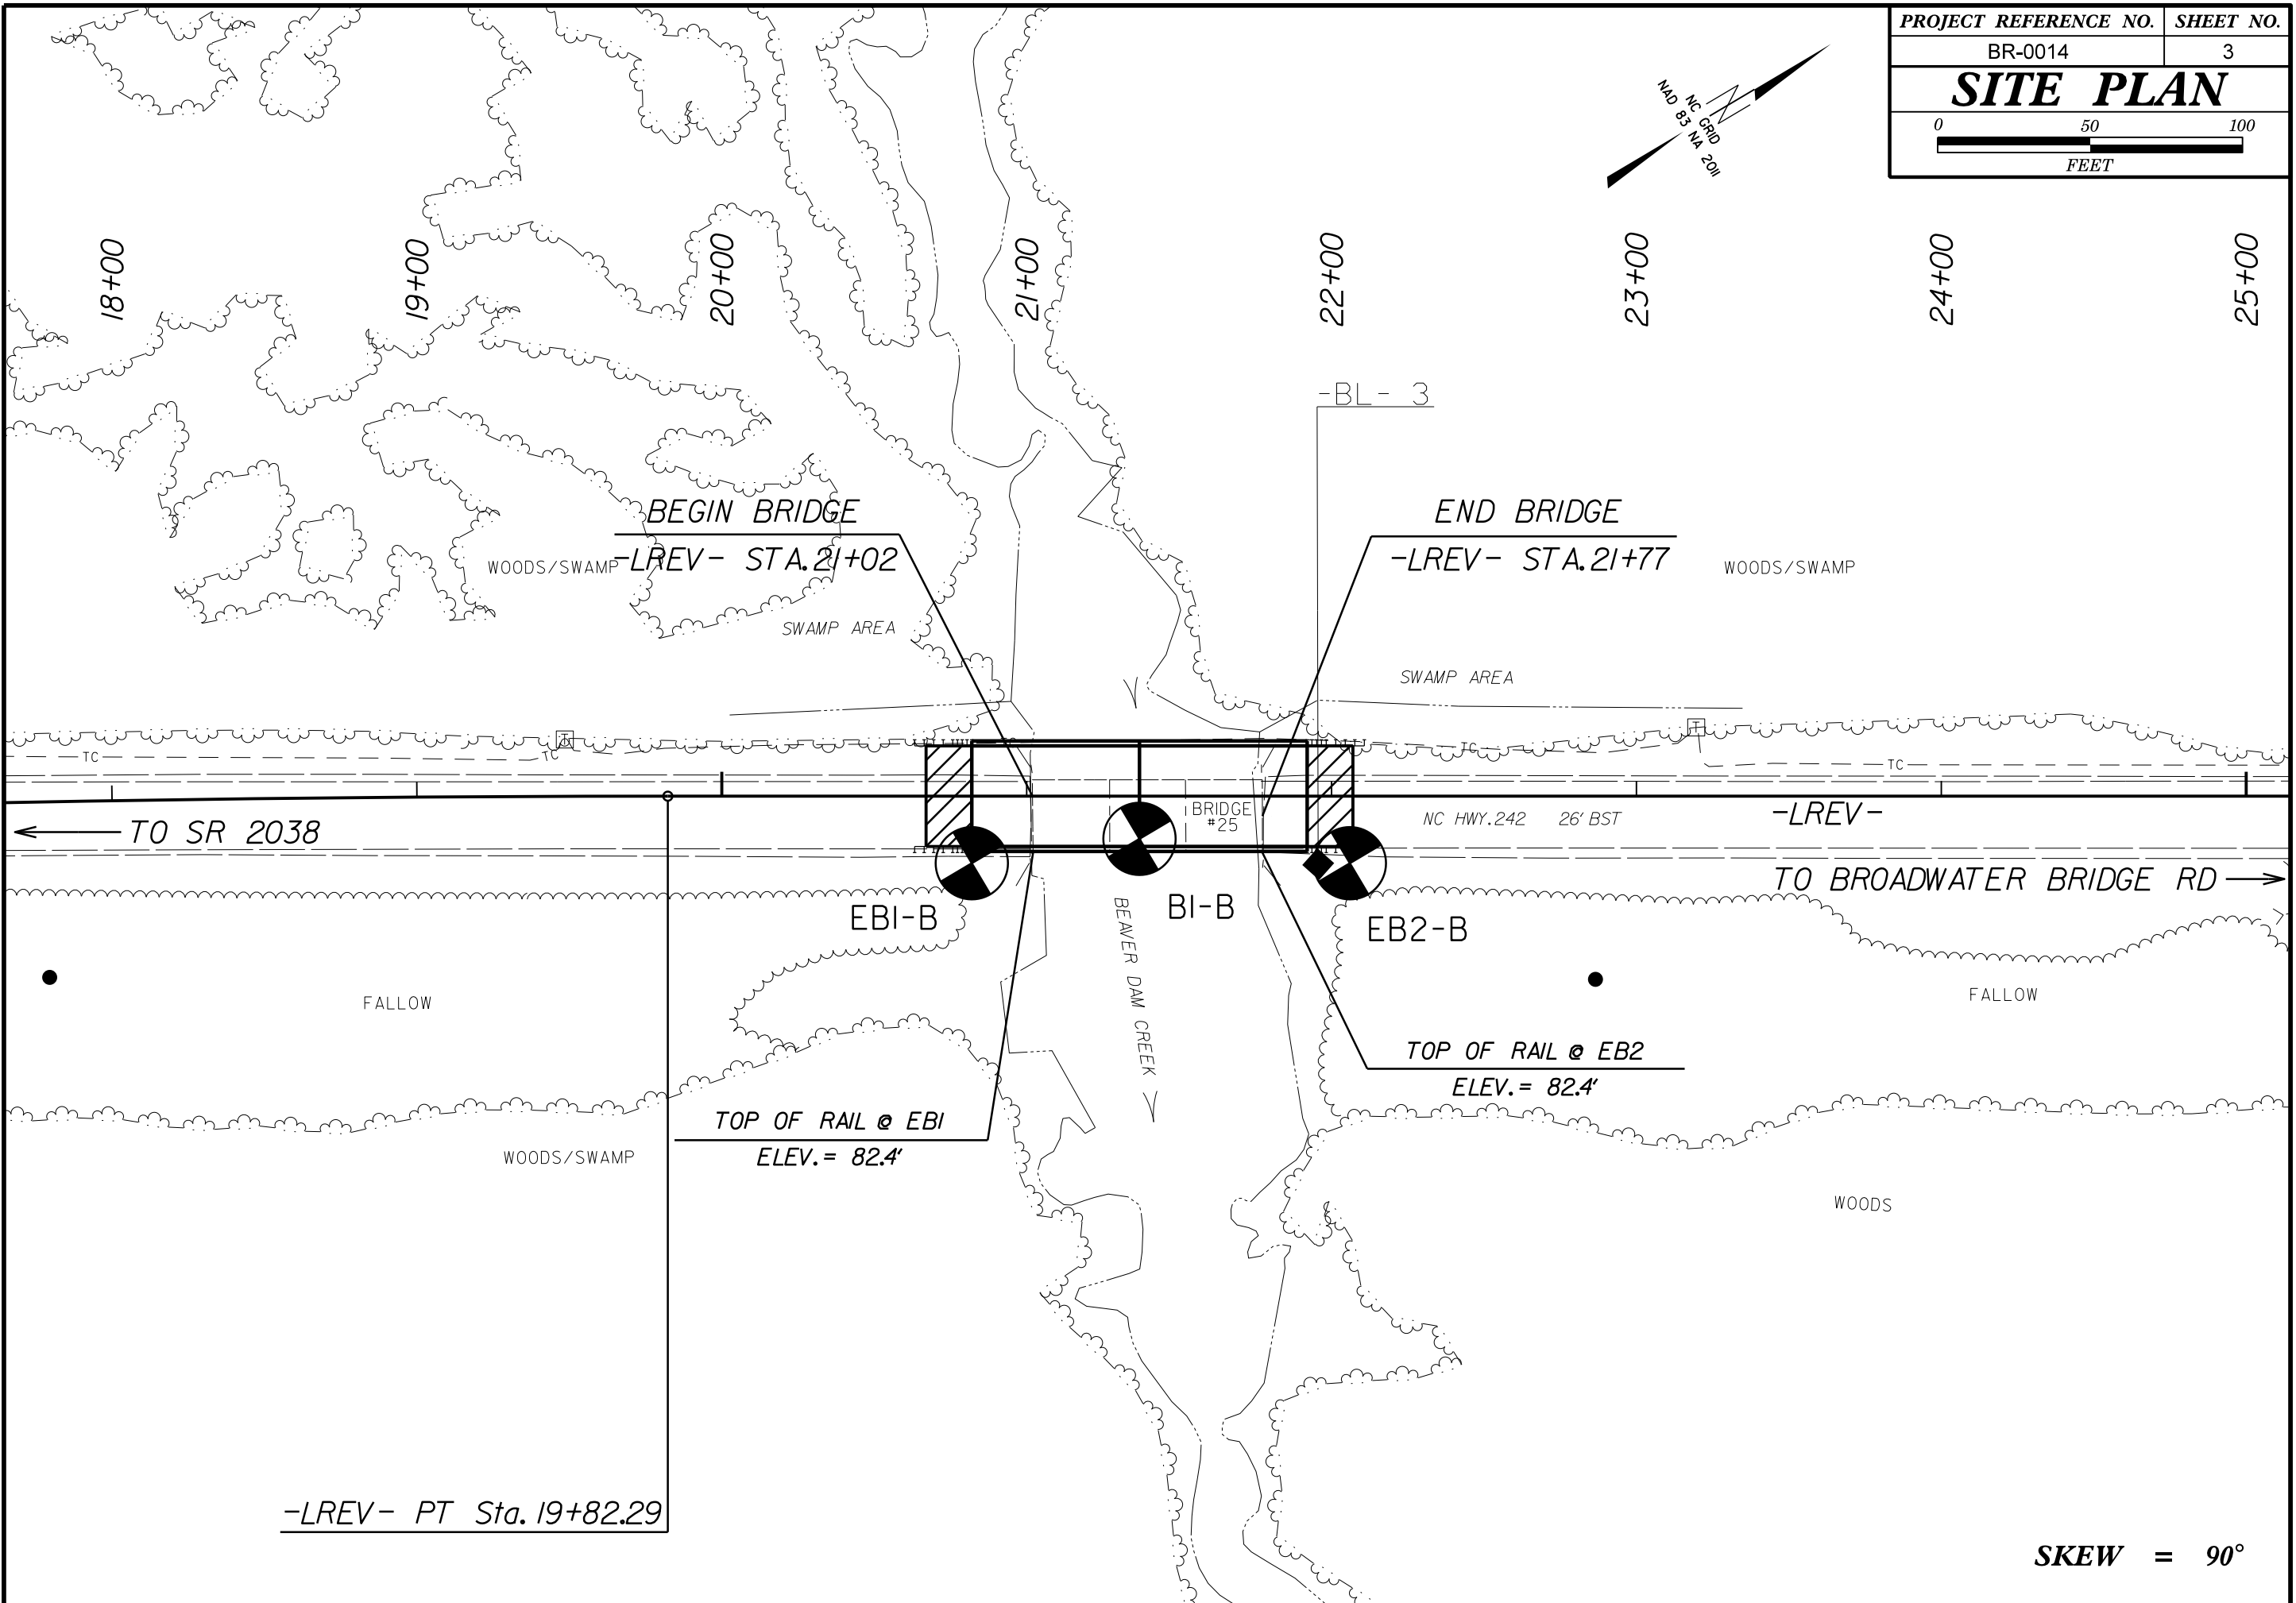 PROJECT REFERENCE NO. SHEET NO.
BR-0014 3
SITE PLAN
0 50 100
FEET
NC GRID
NAD 83 NA 2011
18+00 19+00 20+00 21+00 22+00 23+00 24+00 25+00
-BL- 3
BEGIN BRIDGE
-LREV- STA. 21+02
END BRIDGE
-LREV- STA. 21+77
WOODS/SWAMP
WOODS/SWAMP
SWAMP AREA
SWAMP AREA
T
T
TC
TC
TC
TC
BRIDGE
#25
NC HWY. 242 26' BST
-LREV-
TO SR 2038
TO BROADWATER BRIDGE RD
EB1-B
B1-B
EB2-B
BEAVER DAM CREEK
FALLOW
FALLOW
TOP OF RAIL @ EB2
ELEV. = 82.4'
TOP OF RAIL @ EB1
ELEV. = 82.4'
WOODS/SWAMP
WOODS
-LREV- PT Sta. 19+82.29
SKEW = 90°